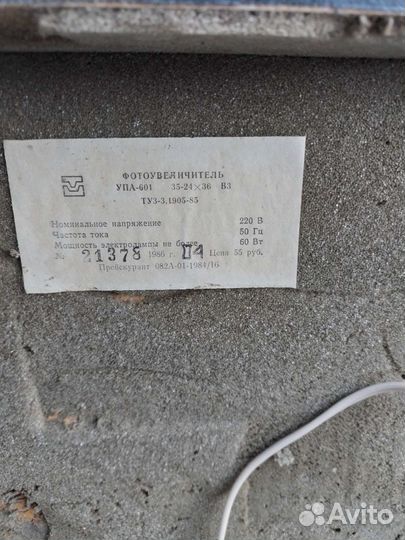 ФОТОУВЕЛИЧИТЕЛЬ
УПА-601 35-24×36 В3
ТУ3-3.1905-85
Номинальное напряжение 220 В
Частота тока 50 Гц
Мощность электролампы не более 60 Вт
№ 21378 1986 г. Цена 55 руб.
Прейскурант 082А-01-1984/16
Avito